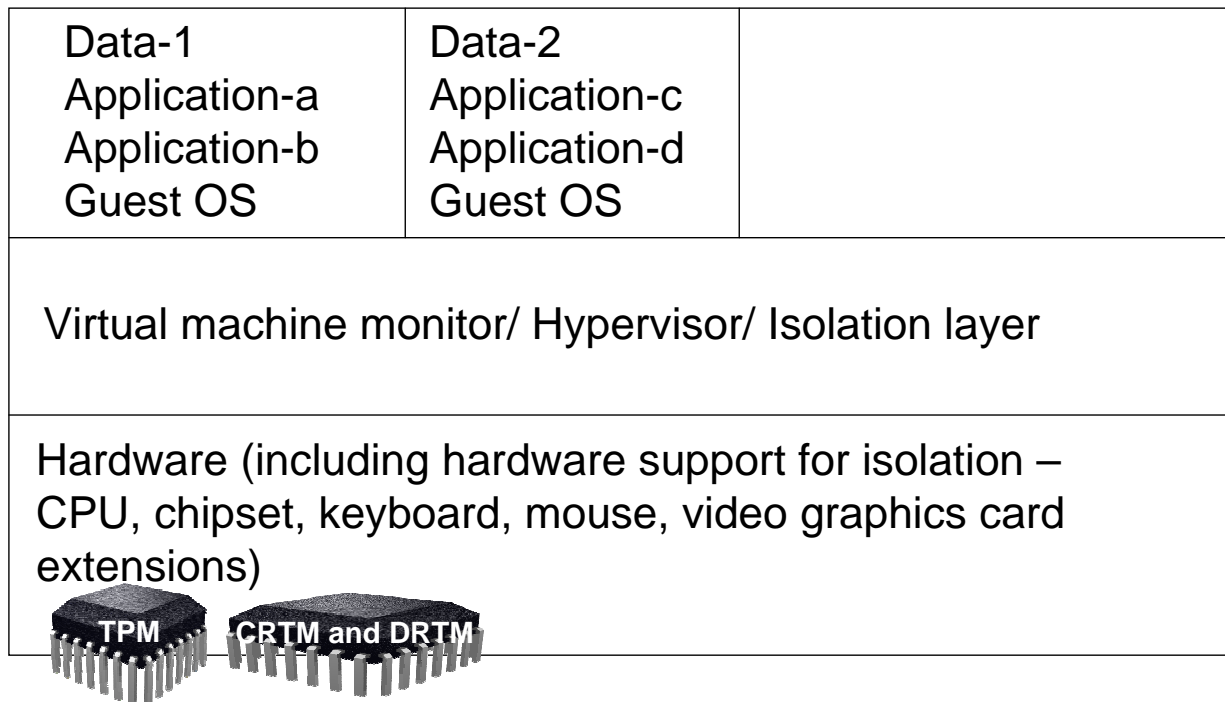 Data-1
Application-a
Application-b
Guest OS
Data-2
Application-c
Application-d
Guest OS
Virtual machine monitor/ Hypervisor/ Isolation layer
Hardware (including hardware support for isolation –
CPU, chipset, keyboard, mouse, video graphics card
extensions)
TPM
CRTM and DRTM